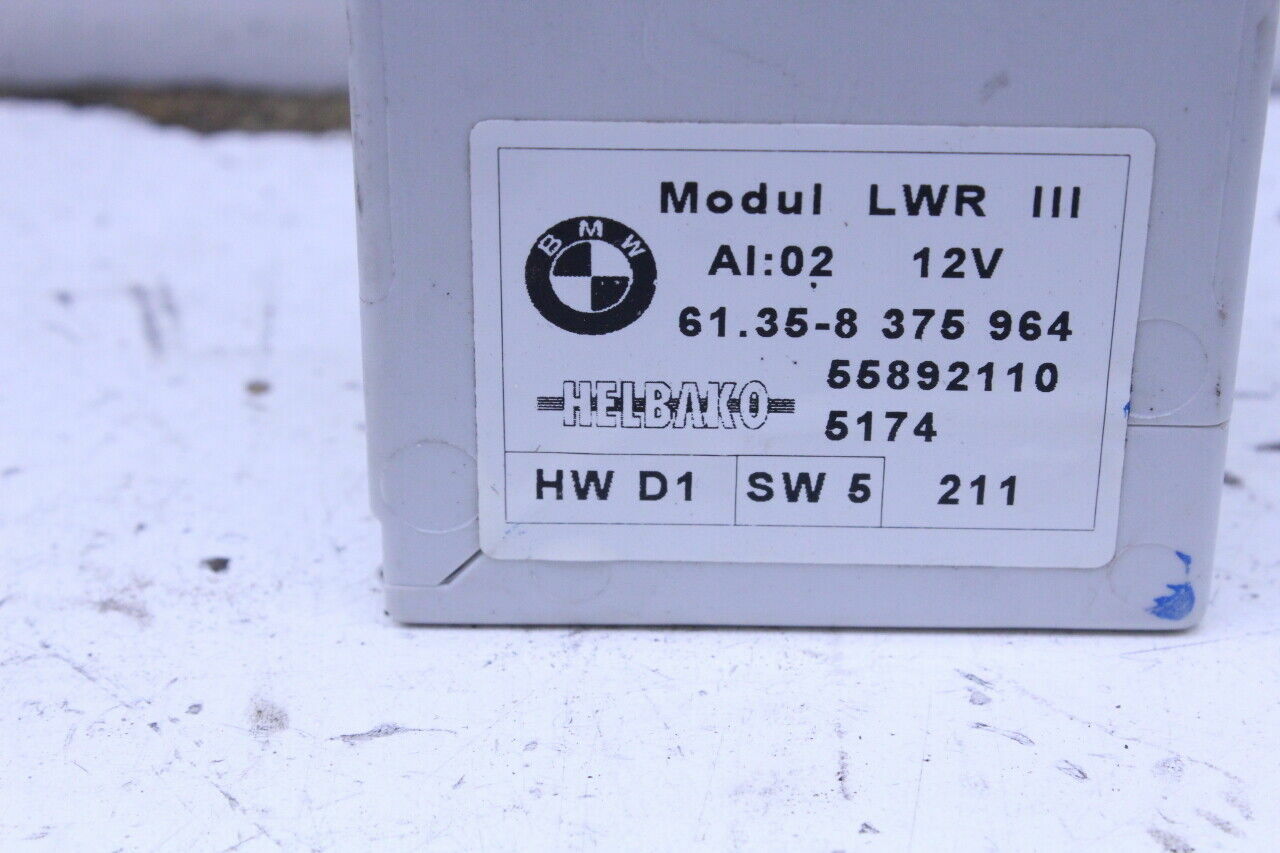 Modul LWR III
BMW
AI:02 12V
61.35-8 375 964
55892110
HELBAKO
5174
HW D1 SW 5 211